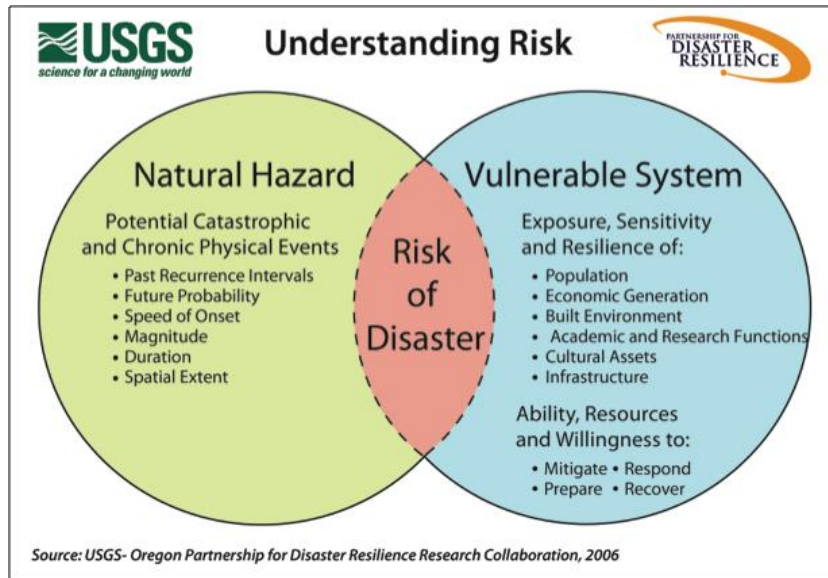 USGS
science for a changing world
Understanding Risk
PARTNERSHIP FOR
DISASTER
RESILIENCE
Natural Hazard
Potential Catastrophic
and Chronic Physical Events
• Past Recurrence Intervals
• Future Probability
• Speed of Onset
• Magnitude
• Duration
• Spatial Extent
Risk
of
Disaster
Vulnerable System
Exposure, Sensitivity
and Resilience of:
• Population
• Economic Generation
• Built Environment
• Academic and Research Functions
• Cultural Assets
• Infrastructure
Ability, Resources
and Willingness to:
• Mitigate • Respond
• Prepare • Recover
Source: USGS- Oregon Partnership for Disaster Resilience Research Collaboration, 2006